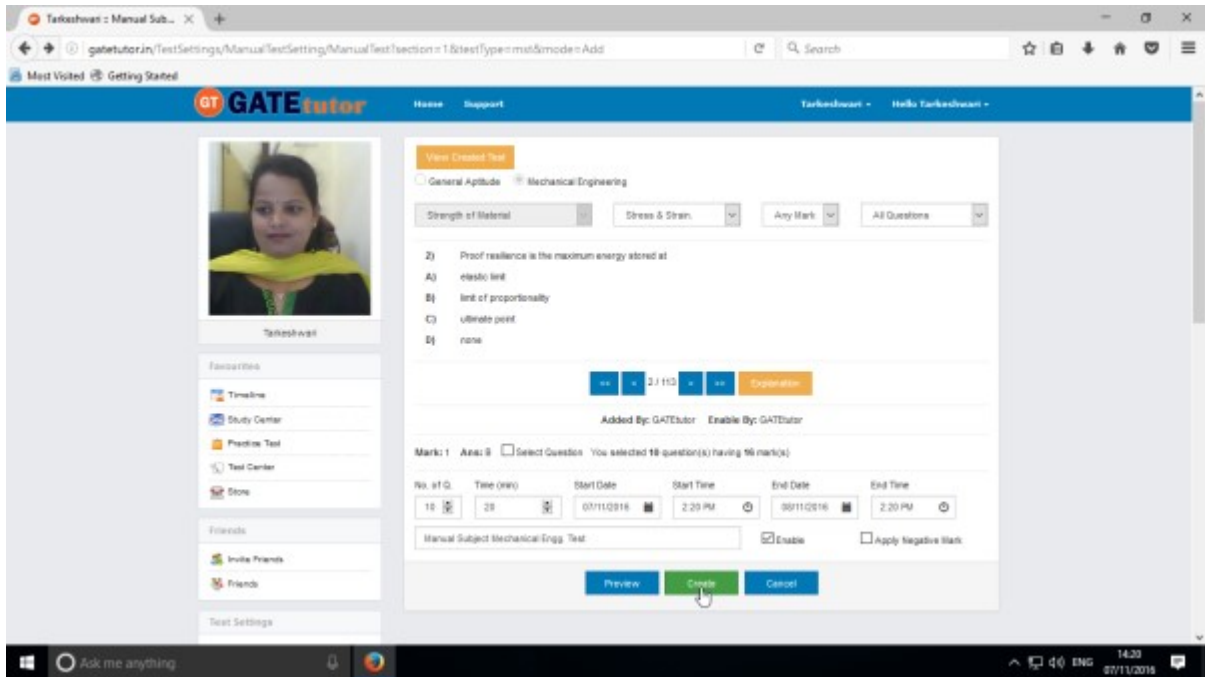 Tarkeshwari :: Manual Sub...
gatetutor.in/TestSettings/ManualTestSetting/ManualTest?section=1&testType=mst&mode=Add
Search
Most Visited Getting Started
GT GATEtutor Home Support Tarkeshwari Hello Tarkeshwari
View Created Test
General Aptitude Mechanical Engineering
Strength of Material Stress & Strain. Any Mark All Questions
2) Proof resilience is the maximum energy stored at
A) elastic limit
B) limit of proportionality
C) ultimate point
D) none
<< < 2 / 113 > >> Explanation
Added By: GATEtutor Enable By: GATEtutor
Mark: 1 Ans: B Select Question You selected 10 question(s) having 16 mark(s)
No. of Q. Time (min) Start Date Start Time End Date End Time
10 20 07/11/2016 2:20 PM 08/11/2016 2:20 PM
Manual Subject Mechanical Engg. Test Enable Apply Negative Mark
Preview Create Cancel
Tarkeshwari
Favourites
Timeline
Study Center
Practice Test
Test Center
Store
Friends
Invite Friends
Friends
Test Settings
Ask me anything
ENG
14:20
07/11/2016